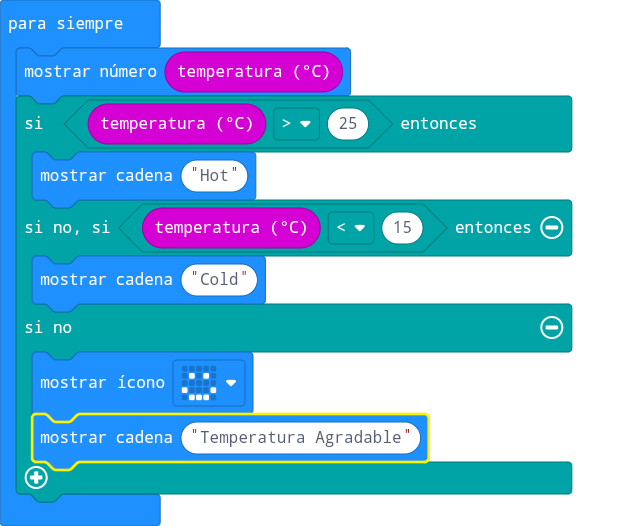 para siempre
mostrar número temperatura (°C)
si temperatura (°C) > 25 entonces
mostrar cadena "Hot"
si no, si temperatura (°C) < 15 entonces
mostrar cadena "Cold"
si no
mostrar ícono
mostrar cadena "Temperatura Agradable"